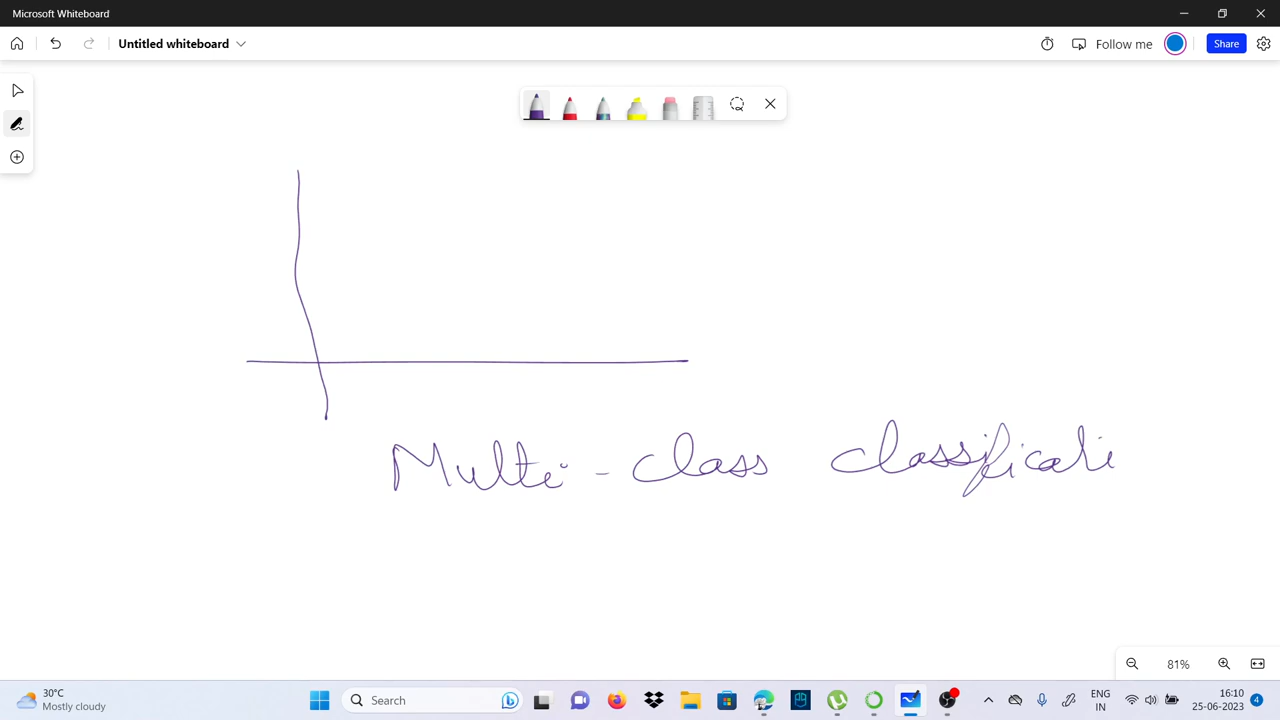 Microsoft Whiteboard
Untitled whiteboard
Follow me
Share
Multi-class classificati
81%
30°C
Mostly cloudy
Search
ENG
IN
16:10
25-06-2023
4